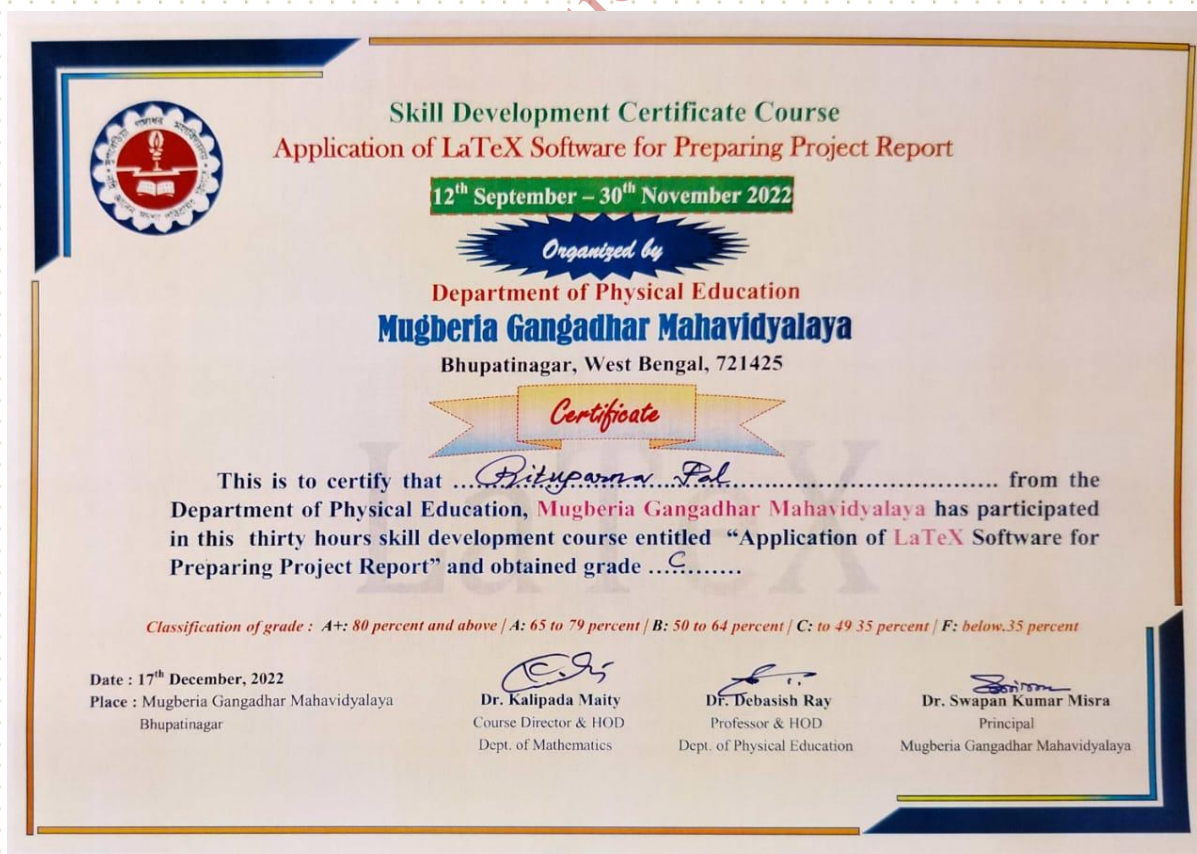 Skill Development Certificate Course
Application of LaTeX Software for Preparing Project Report
12th September – 30th November 2022
Organized by
Department of Physical Education
Mugberia Gangadhar Mahavidyalaya
Bhupatinagar, West Bengal, 721425
Certificate
LaTeX
This is to certify that ...Rituparna Pal.................................... from the
Department of Physical Education, Mugberia Gangadhar Mahavidyalaya has participated
in this thirty hours skill development course entitled “Application of LaTeX Software for
Preparing Project Report” and obtained grade ...C........
Classification of grade : A+: 80 percent and above | A: 65 to 79 percent | B: 50 to 64 percent | C: to 49 35 percent | F: below.35 percent
Date : 17th December, 2022
Place : Mugberia Gangadhar Mahavidyalaya
Bhupatinagar
Dr. Kalipada Maity
Course Director & HOD
Dept. of Mathematics
Dr. Debasish Ray
Professor & HOD
Dept. of Physical Education
Dr. Swapan Kumar Misra
Principal
Mugberia Gangadhar Mahavidyalaya